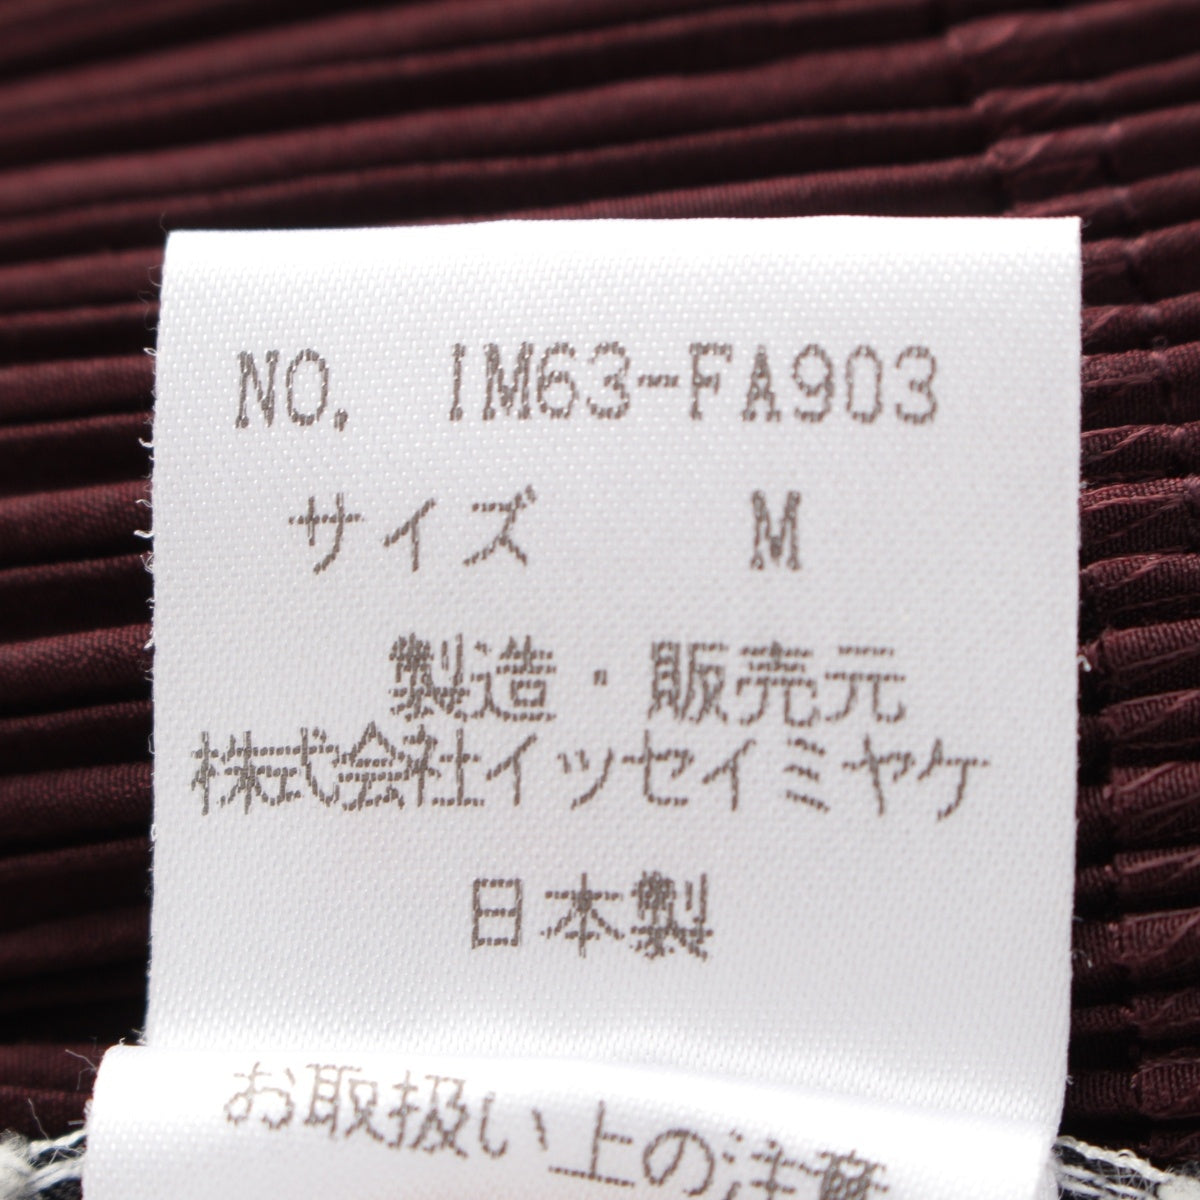 NO. IM63-FA903
サイズ M
製造・販売元
株式会社イッセイミヤケ
日本製
お取扱い上の注意